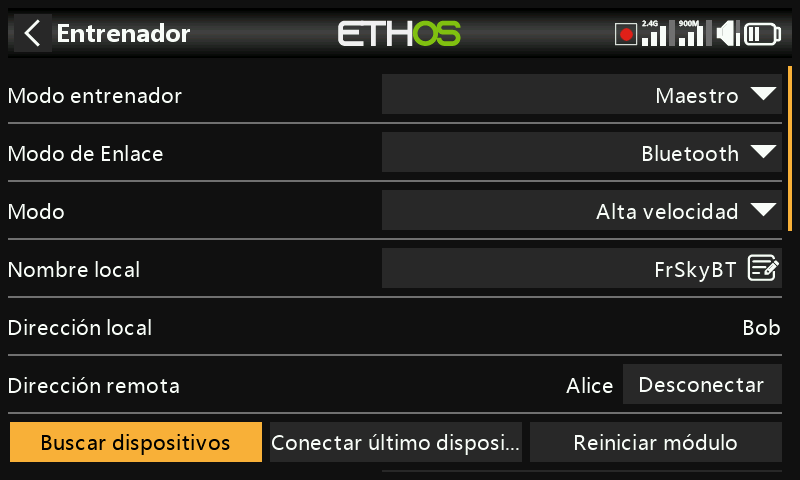 Entrenador
ETHOS
2.4G
900M
Modo entrenador
Maestro
Modo de Enlace
Bluetooth
Modo
Alta velocidad
Nombre local
FrSkyBT
Dirección local
Bob
Dirección remota
Alice
Desconectar
Buscar dispositivos
Conectar último disposi...
Reiniciar módulo